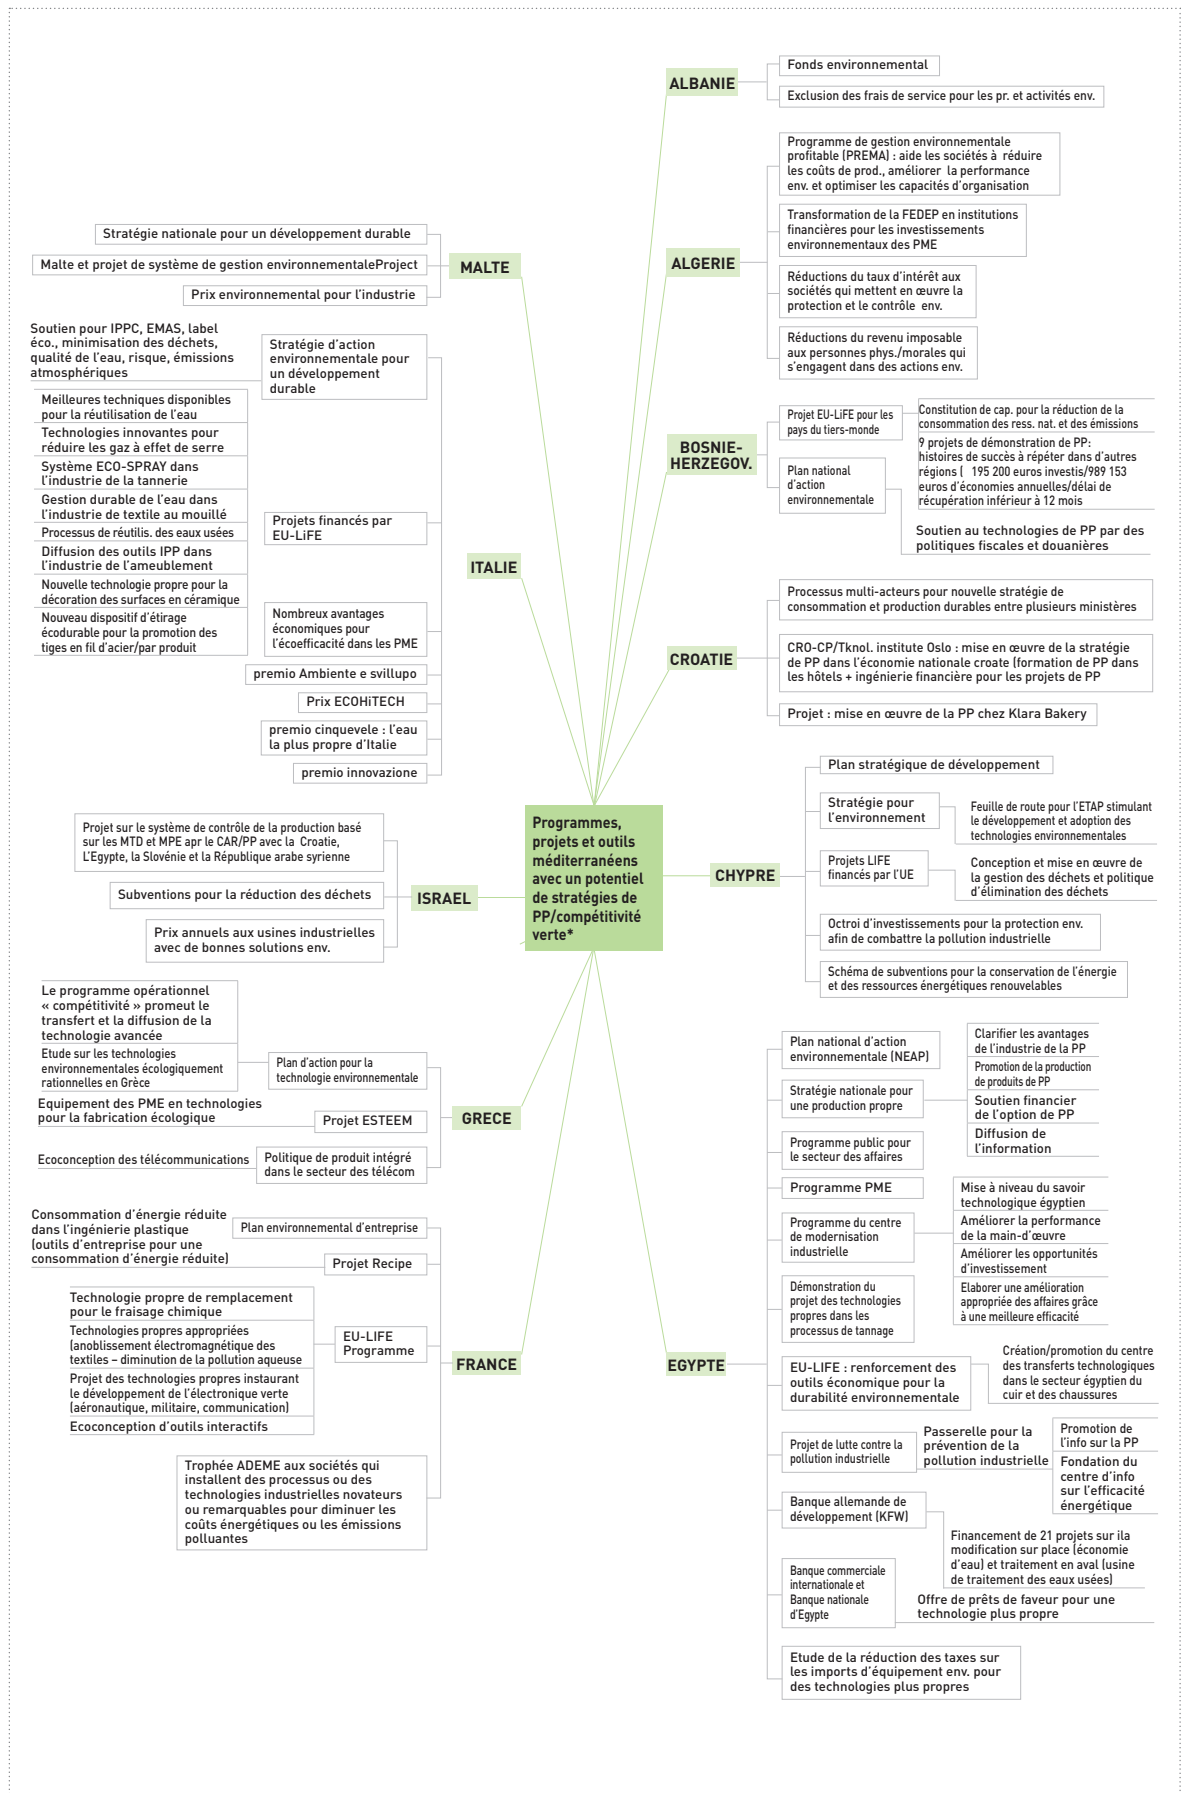 Programmes,
projets et outils
méditerranéens
avec un potentiel
de stratégies de
PP/compétitivité
verte*
ALBANIE
Fonds environnemental
Exclusion des frais de service pour les pr. et activités env.
ALGERIE
Programme de gestion environnementale
profitable (PREMA) : aide les sociétés à réduire
les coûts de prod., améliorer la performance
env. et optimiser les capacités d’organisation
Transformation de la FEDEP en institutions
financières pour les investissements
environnementaux des PME
Réductions du taux d’intérêt aux
sociétés qui mettent en œuvre la
protection et le contrôle env.
Réductions du revenu imposable
aux personnes phys./morales qui
s’engagent dans des actions env.
BOSNIE-
HERZEGOV.
Projet EU-LiFE pour les
pays du tiers-monde
Constitution de cap. pour la réduction de la
consommation des ress. nat. et des émissions
9 projets de démonstration de PP:
histoires de succès à répéter dans d’autres
régions ( 195 200 euros investis/989 153
euros d’économies annuelles/délai de
récupération inférieur à 12 mois
Plan national
d’action
environnementale
Soutien au technologies de PP par des
politiques fiscales et douanières
CROATIE
Processus multi-acteurs pour nouvelle stratégie de
consommation et production durables entre plusieurs ministères
CRO-CP/Tknol. institute Oslo : mise en œuvre de la stratégie
de PP dans l’économie nationale croate (formation de PP dans
les hôtels + ingénierie financière pour les projets de PP
Projet : mise en œuvre de la PP chez Klara Bakery
CHYPRE
Plan stratégique de développement
Stratégie pour
l’environnement
Feuille de route pour l’ETAP stimulant
le développement et adoption des
technologies environnementales
Projets LIFE
financés par l’UE
Conception et mise en œuvre de
la gestion des déchets et politique
d’élimination des déchets
Octroi d’investissements pour la protection env.
afin de combattre la pollution industrielle
Schéma de subventions pour la conservation de l’énergie
et des ressources énergétiques renouvelables
EGYPTE
Plan national d’action
environnementale (NEAP)
Stratégie nationale pour
une production propre
Clarifier les avantages
de l’industrie de la PP
Promotion de la production
de produits de PP
Soutien financier
de l’option de PP
Diffusion de
l’information
Programme public pour
le secteur des affaires
Programme PME
Programme du centre
de modernisation
industrielle
Mise à niveau du savoir
technologique égyptien
Améliorer la performance
de la main-d’œuvre
Améliorer les opportunités
d’investissement
Elaborer une amélioration
appropriée des affaires grâce
à une meilleure efficacité
Démonstration du
projet des technologies
propres dans les
processus de tannage
EU-LIFE : renforcement des
outils économique pour la
durabilité environnementale
Création/promotion du centre
des transferts technologiques
dans le secteur égyptien du
cuir et des chaussures
Projet de lutte contre la
pollution industrielle
Passerelle pour la
prévention de la
pollution industrielle
Promotion de
l’info sur la PP
Fondation du
centre d’info
sur l’efficacité
énergétique
Banque allemande de
développement (KFW)
Financement de 21 projets sur ila
modification sur place (économie
d’eau) et traitement en aval (usine
de traitement des eaux usées)
Banque commerciale
internationale et
Banque nationale
d’Egypte
Offre de prêts de faveur pour une
technologie plus propre
Etude de la réduction des taxes sur
les imports d’équipement env. pour
des technologies plus propres
MALTE
Stratégie nationale pour un développement durable
Malte et projet de système de gestion environnementaleProject
Prix environnemental pour l’industrie
ITALIE
Stratégie d’action
environnementale pour
un développement
durable
Soutien pour IPPC, EMAS, label
éco., minimisation des déchets,
qualité de l’eau, risque, émissions
atmosphériques
Projets financés par
EU-LiFE
Meilleures techniques disponibles
pour la réutilisation de l’eau
Technologies innovantes pour
réduire les gaz à effet de serre
Système ECO-SPRAY dans
l’industrie de la tannerie
Gestion durable de l’eau dans
l’industrie de textile au mouillé
Processus de réutilis. des eaux usées
Diffusion des outils IPP dans
l’industrie de l’ameublement
Nouvelle technologie propre pour la
décoration des surfaces en céramique
Nouveau dispositif d’étirage
écodurable pour la promotion des
tiges en fil d’acier/par produit
Nombreux avantages
économiques pour
l’écoefficacité dans les PME
premio Ambiente e svillupo
Prix ECOHiTECH
premio cinquevele : l’eau
la plus propre d’Italie
premio innovazione
ISRAEL
Projet sur le système de contrôle de la production basé
sur les MTD et MPE apr le CAR/PP avec la Croatie,
L’Egypte, la Slovénie et la République arabe syrienne
Subventions pour la réduction des déchets
Prix annuels aux usines industrielles
avec de bonnes solutions env.
GRECE
Le programme opérationnel
« compétitivité » promeut le
transfert et la diffusion de la
technologie avancée
Etude sur les technologies
environnementales écologiquement
rationnelles en Grèce
Plan d’action pour la
technologie environnementale
Equipement des PME en technologies
pour la fabrication écologique
Projet ESTEEM
Ecoconception des télécommunications
Politique de produit intégré
dans le secteur des télécom
FRANCE
Consommation d’énergie réduite
dans l’ingénierie plastique
(outils d’entreprise pour une
consommation d’énergie réduite)
Plan environnemental d’entreprise
Projet Recipe
Technologie propre de remplacement
pour le fraisage chimique
Technologies propres appropriées
(anoblissement électromagnétique des
textiles – diminution de la pollution aqueuse
Projet des technologies propres instaurant
le développement de l’électronique verte
(aéronautique, militaire, communication)
Ecoconception d’outils interactifs
EU-LIFE
Programme
Trophée ADEME aux sociétés qui
installent des processus ou des
technologies industrielles novateurs
ou remarquables pour diminuer les
coûts énergétiques ou les émissions
polluantes